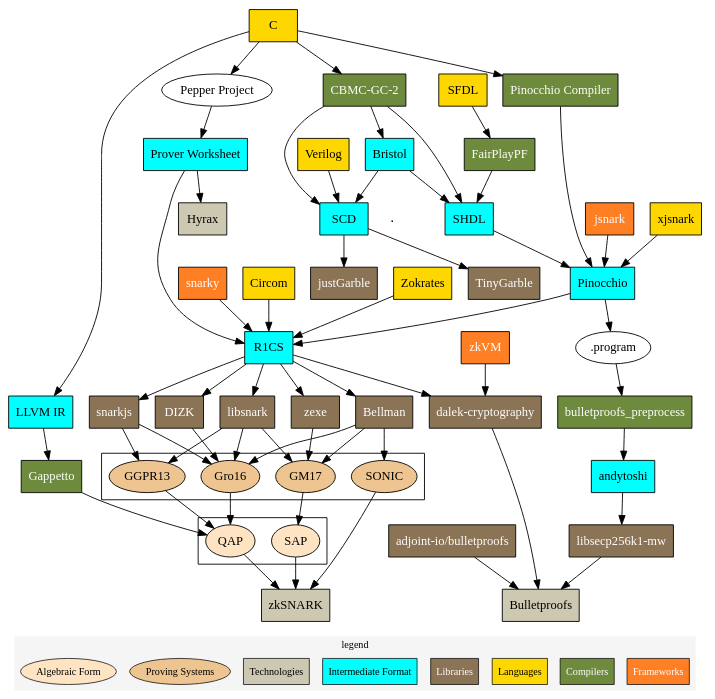 C
Pepper Project
CBMC-GC-2
SFDL
Pinocchio Compiler
Prover Worksheet
Verilog
Bristol
FairPlayPF
Hyrax
SCD
.
SHDL
jsnark
xjsnark
snarky
Circom
justGarble
Zokrates
TinyGarble
Pinocchio
R1CS
zkVM
.program
LLVM IR
snarkjs
DIZK
libsnark
zexe
Bellman
dalek-cryptography
bulletproofs_preprocess
Gappetto
GGPR13
Gro16
GM17
SONIC
andytoshi
QAP
SAP
adjoint-io/bulletproofs
libsecp256k1-mw
zkSNARK
Bulletproofs
legend
Algebraic Form
Proving Systems
Technologies
Intermediate Format
Libraries
Languages
Compilers
Frameworks